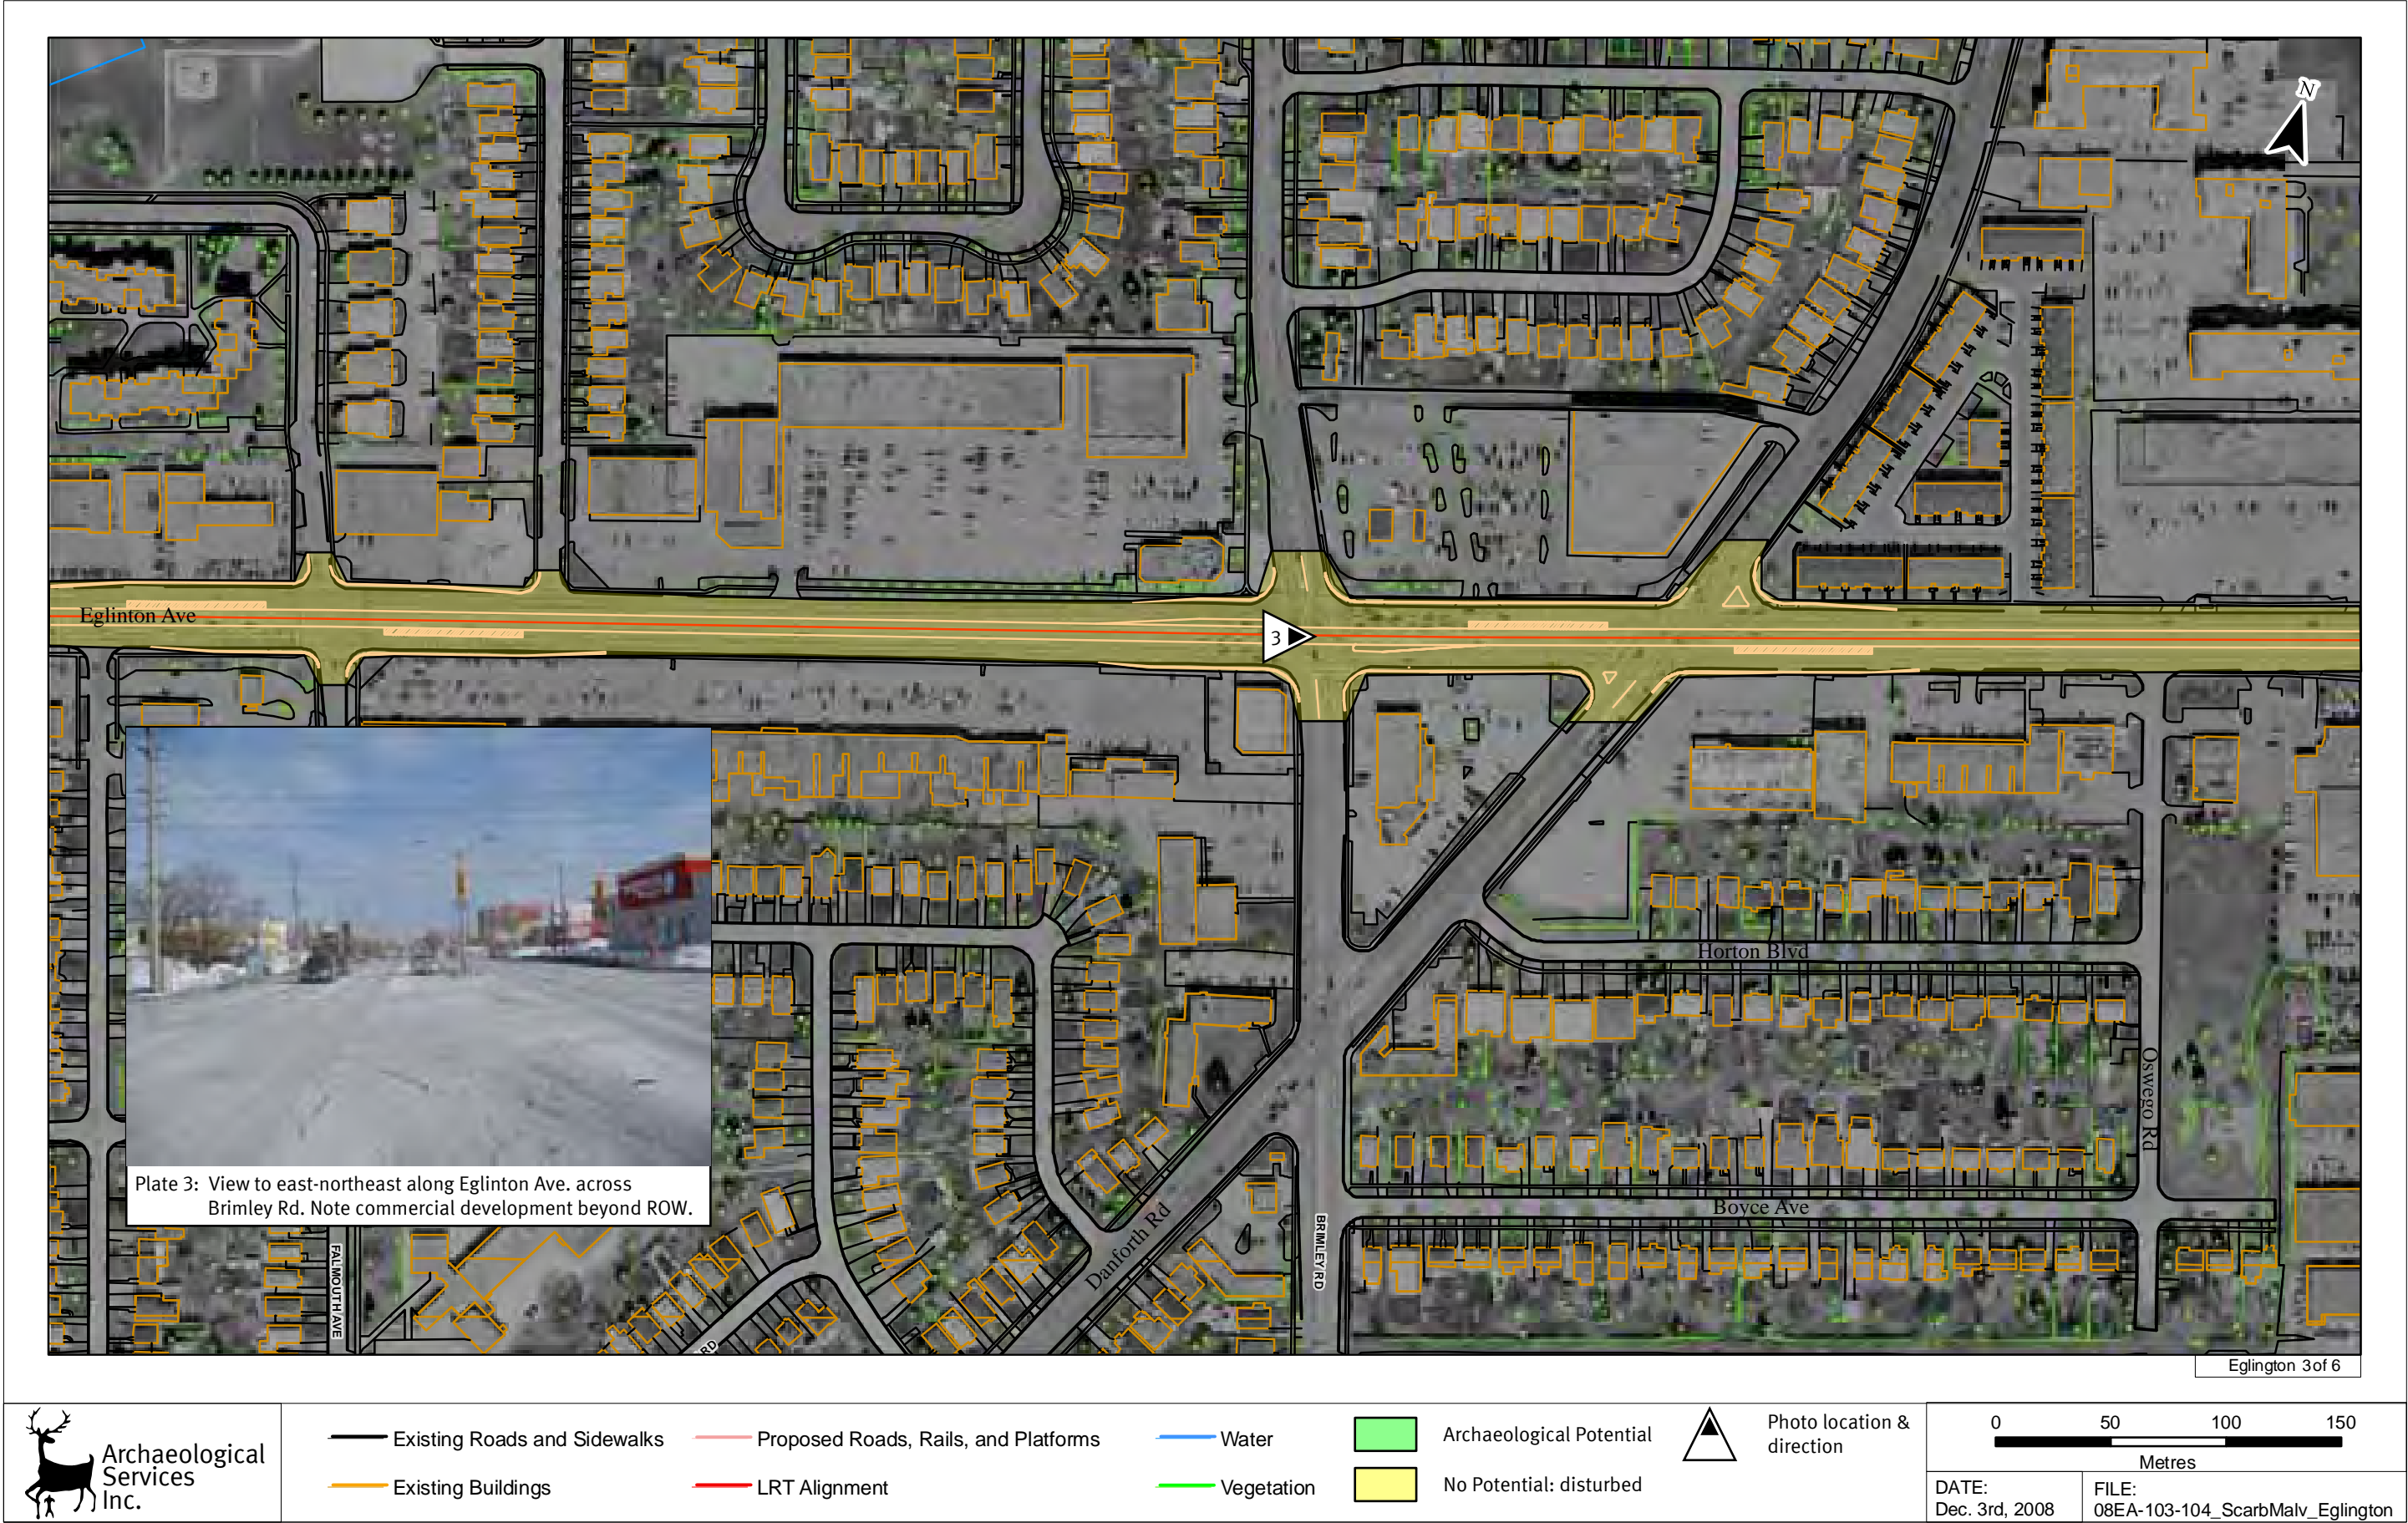 N
Eglinton Ave
3
Plate 3: View to east-northeast along Eglinton Ave. across
Brimley Rd. Note commercial development beyond ROW.
Horton Blvd
Oswego Rd
Boyce Ave
Danforth Rd
BRIMLEY RD
FALMOUTH AVE
RD
Eglington 3of 6
Archaeological
Services
Inc.
Existing Roads and Sidewalks
Existing Buildings
Proposed Roads, Rails, and Platforms
LRT Alignment
Water
Vegetation
Archaeological Potential
No Potential: disturbed
Photo location &
direction
0 50 100 150
Metres
DATE:
Dec. 3rd, 2008
FILE:
08EA-103-104_ScarbMalv_Eglington